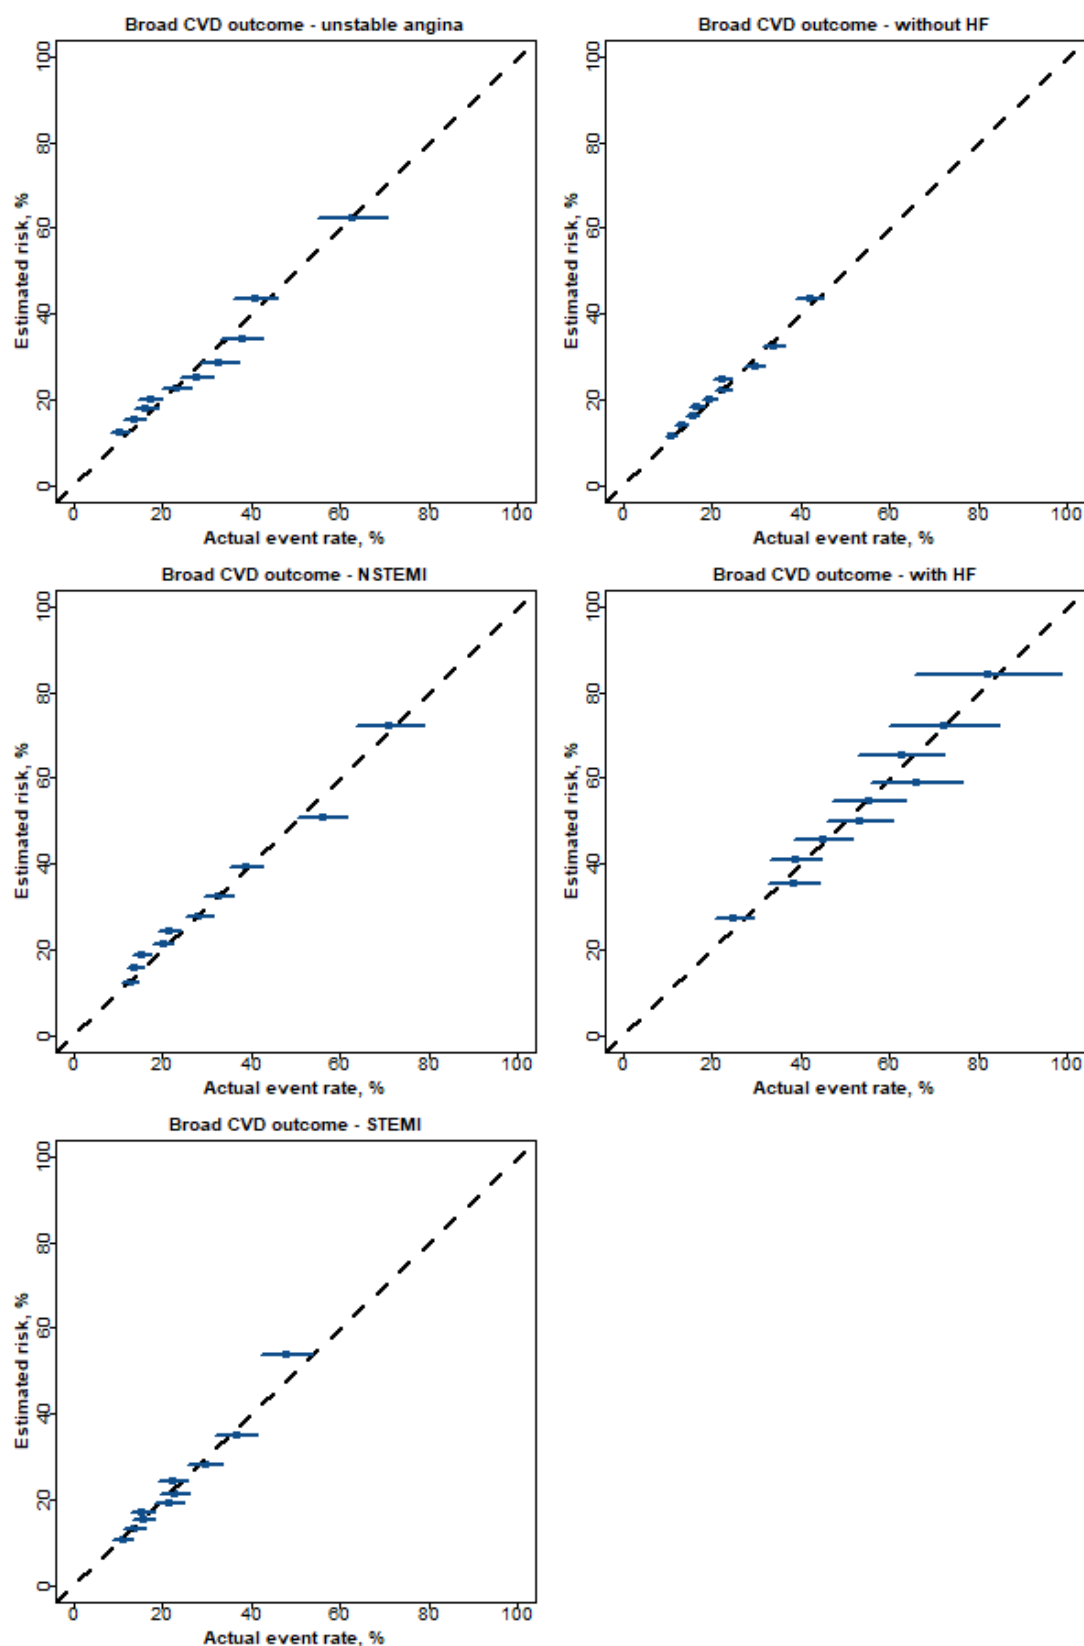 Broad CVD outcome - unstable angina
Estimated risk, %
100
80
60
40
20
0
0 20 40 60 80 100
Actual event rate, %
Broad CVD outcome - without HF
Estimated risk, %
100
80
60
40
20
0
0 20 40 60 80 100
Actual event rate, %
Broad CVD outcome - NSTEMI
Estimated risk, %
100
80
60
40
20
0
0 20 40 60 80 100
Actual event rate, %
Broad CVD outcome - with HF
Estimated risk, %
100
80
60
40
20
0
0 20 40 60 80 100
Actual event rate, %
Broad CVD outcome - STEMI
Estimated risk, %
100
80
60
40
20
0
0 20 40 60 80 100
Actual event rate, %